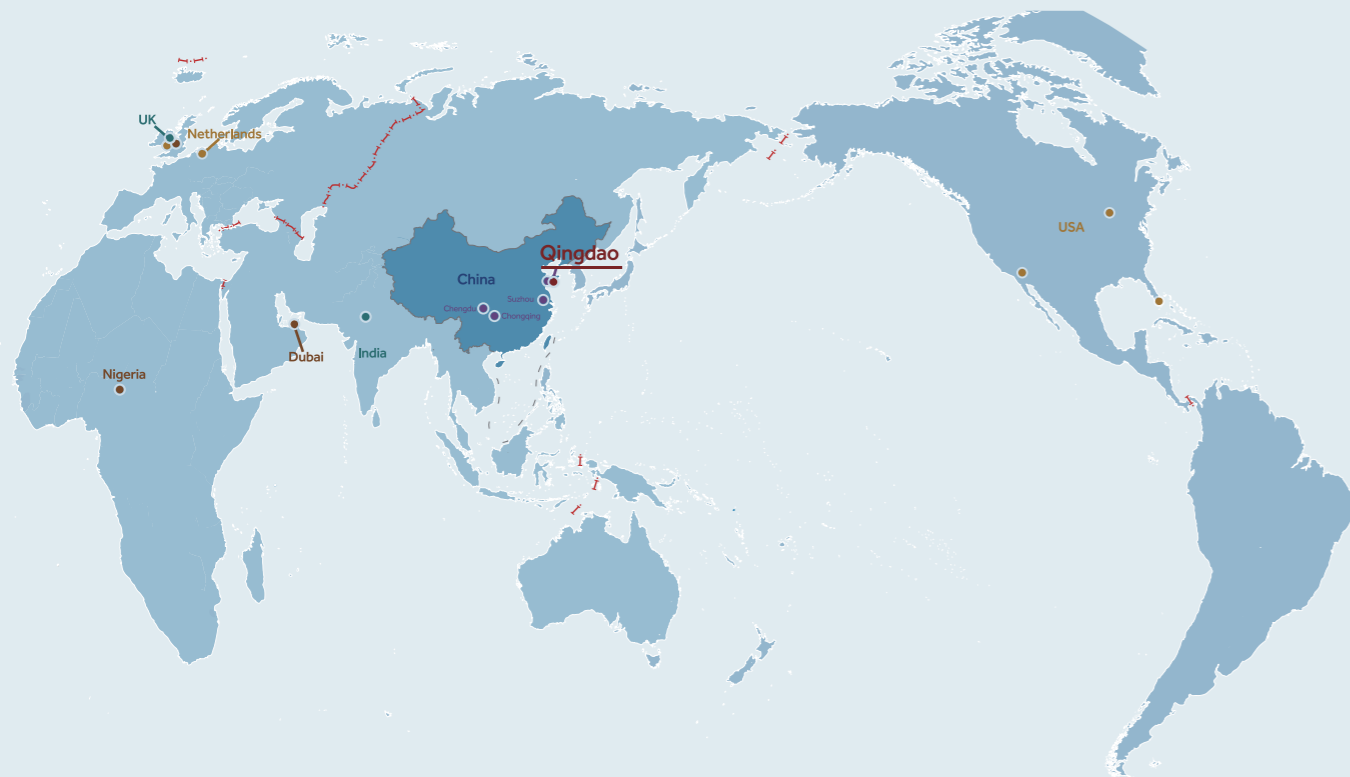 UK
Netherlands
USA
Qingdao
China
Suzhou
Chengdu
Chongqing
India
Dubai
Nigeria